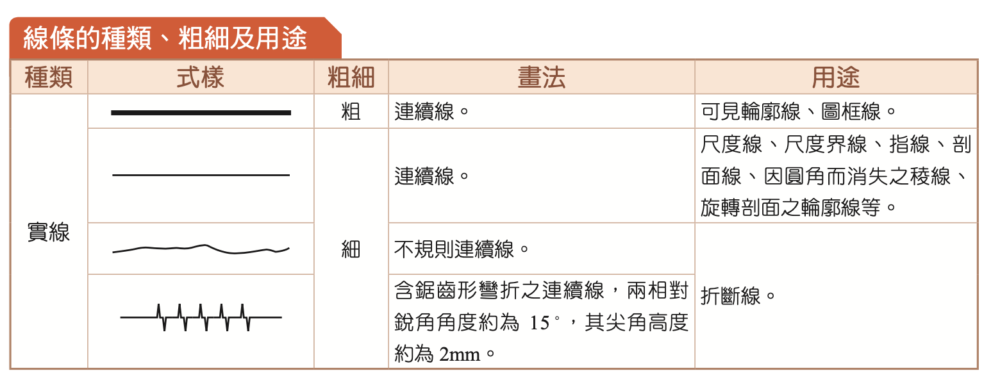 線條的種類、粗細及用途
種類 式樣 粗細 畫法 用途
實線
粗
連續線。
可見輪廓線、圖框線。
細
連續線。
尺度線、尺度界線、指線、剖
面線、因圓角而消失之稜線、
旋轉剖面之輪廓線等。
不規則連續線。
含鋸齒形彎折之連續線，兩相對
銳角角度約為 15°，其尖角高度
約為 2mm。
折斷線。